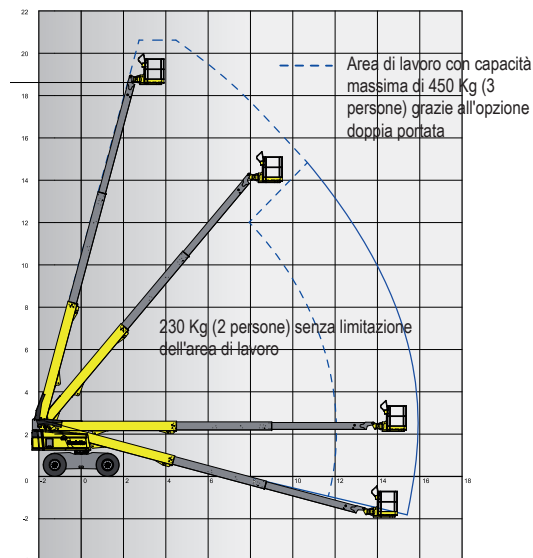 22
20
18
16
14
12
10
8
6
4
2
0
-2
-2 0 2 4 6 8 10 12 14 16 18
Area di lavoro con capacità
massima di 450 Kg (3
persone) grazie all'opzione
doppia portata
230 Kg (2 persone) senza limitazione
dell'area di lavoro